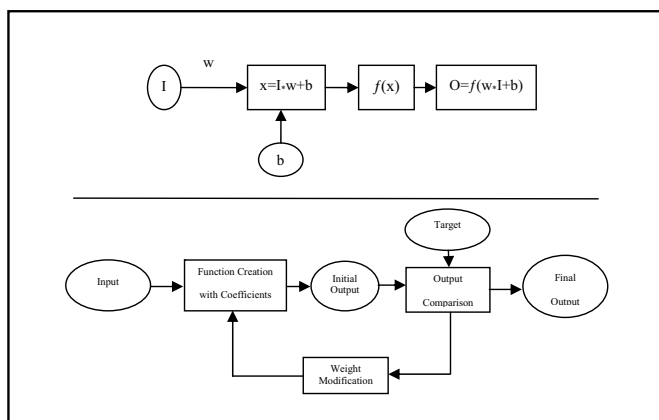 w
I
x=I*w+b
f(x)
O=f(w*I+b)
b
Target
Input
Function Creation
with Coefficients
Initial
Output
Output
Comparison
Final
Output
Weight
Modification